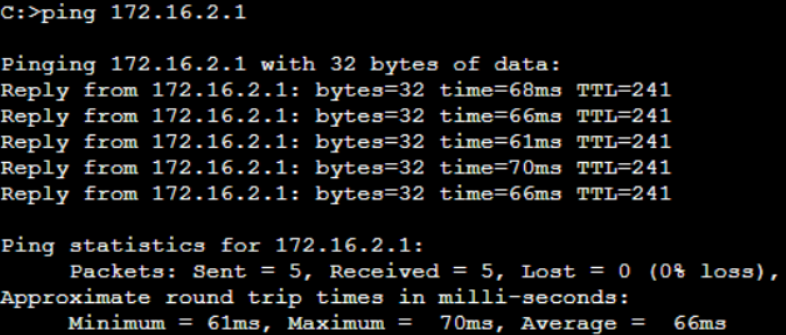 C:>ping 172.16.2.1
Pinging 172.16.2.1 with 32 bytes of data:
Reply from 172.16.2.1: bytes=32 time=68ms TTL=241
Reply from 172.16.2.1: bytes=32 time=66ms TTL=241
Reply from 172.16.2.1: bytes=32 time=61ms TTL=241
Reply from 172.16.2.1: bytes=32 time=70ms TTL=241
Reply from 172.16.2.1: bytes=32 time=66ms TTL=241
Ping statistics for 172.16.2.1:
Packets: Sent = 5, Received = 5, Lost = 0 (0% loss),
Approximate round trip times in milli-seconds:
Minimum = 61ms, Maximum =  70ms, Average =  66ms